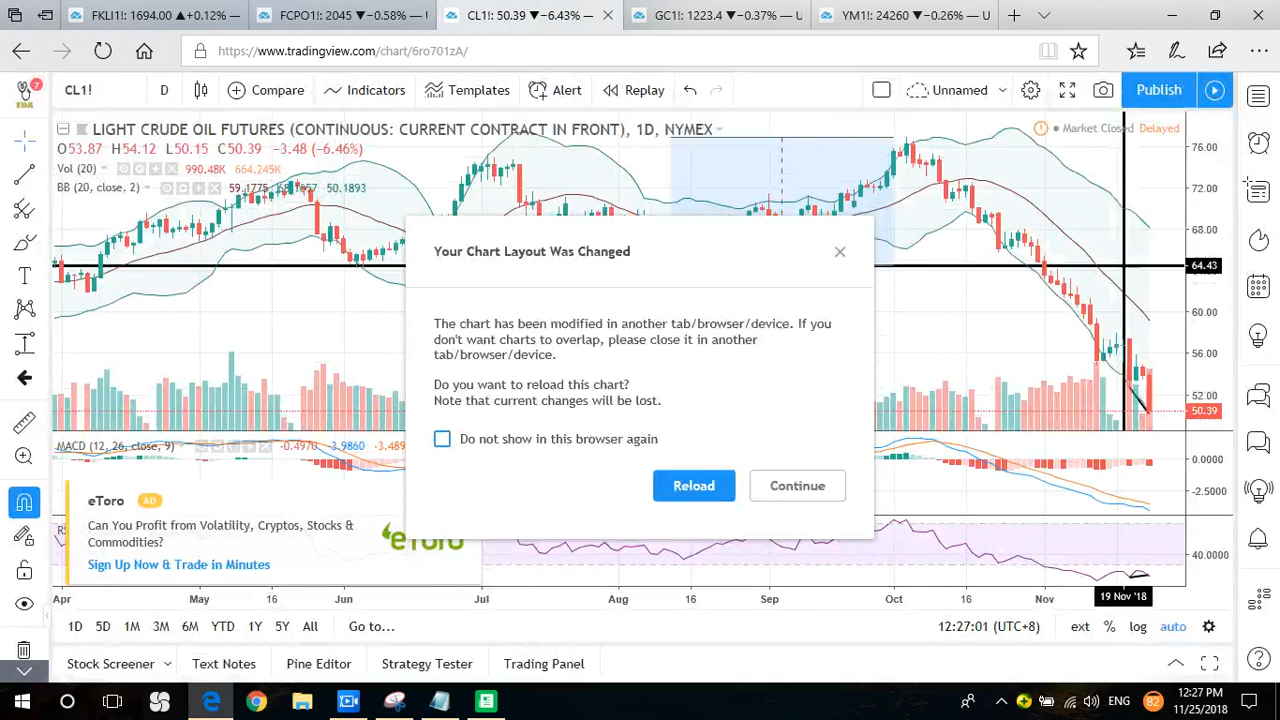 FKLI1!: 1694.00 ▲+0.12%
FCPO1!: 2045 ▼−0.58%
CL1!: 50.39 ▼−6.43%
GC1!: 1223.4 ▼−0.37% — U
YM1!: 24260 ▼−0.26% — U
https://www.tradingview.com/chart/6ro701zA/
7
TDA
CL1!
D
Compare
Indicators
Templates
Alert
Replay
Unnamed
Publish
LIGHT CRUDE OIL FUTURES (CONTINUOUS: CURRENT CONTRACT IN FRONT), 1D, NYMEX
Market Closed
Delayed
O53.87 H54.12 L50.15 C50.39 −3.48 (−6.46%)
Vol (20) 990.48K 664.245K
BB (20, close, 2) 59.1775 50.1893
76.00
72.00
68.00
64.43
60.00
56.00
52.00
50.39
Your Chart Layout Was Changed
The chart has been modified in another tab/browser/device. If you
don't want charts to overlap, please close it in another
tab/browser/device.
Do you want to reload this chart?
Note that current changes will be lost.
Do not show in this browser again
Reload
Continue
MACD (12, 26, close, 9) -0.4970 -3.9860 -3.489
0.0000
-2.5000
40.0000
eToro AD
Can You Profit from Volatility, Cryptos, Stocks &
Commodities?
Sign Up Now & Trade in Minutes
eToro
Apr May 16 Jun Jul Aug Sep Oct 16 Nov 19 Nov '18
1D 5D 1M 3M 6M YTD 1Y 5Y All Go to...
12:27:01 (UTC+8) ext % log auto
Stock Screener Text Notes Pine Editor Strategy Tester Trading Panel
ENG
82
12:27 PM
11/25/2018